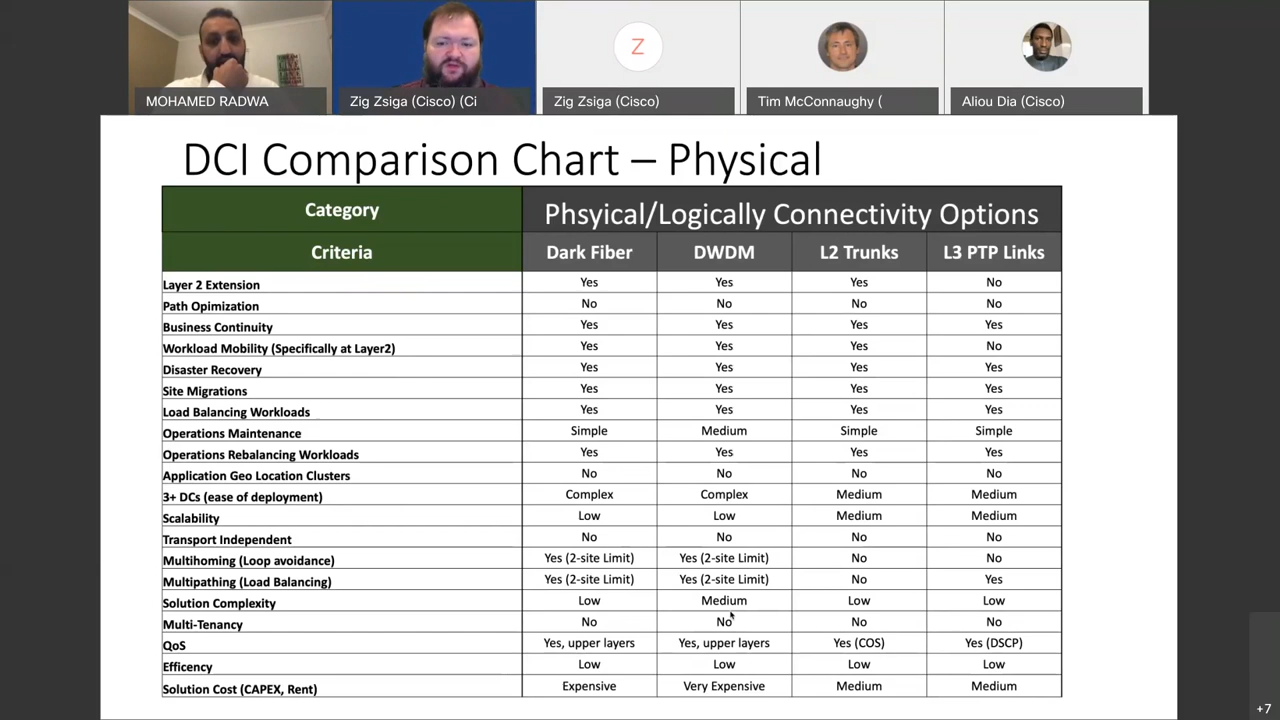 MOHAMED RADWA
Zig Zsiga (Cisco) (Ci
Z
Zig Zsiga (Cisco)
Tim McConnaughy (
Aliou Dia (Cisco)
DCI Comparison Chart – Physical
Category Phsyical/Logically Connectivity Options
Criteria Dark Fiber DWDM L2 Trunks L3 PTP Links
Layer 2 Extension Yes Yes Yes No
Path Opimization No No No No
Business Continuity Yes Yes Yes Yes
Workload Mobility (Specifically at Layer2) Yes Yes Yes No
Disaster Recovery Yes Yes Yes Yes
Site Migrations Yes Yes Yes Yes
Load Balancing Workloads Yes Yes Yes Yes
Operations Maintenance Simple Medium Simple Simple
Operations Rebalancing Workloads Yes Yes Yes Yes
Application Geo Location Clusters No No No No
3+ DCs (ease of deployment) Complex Complex Medium Medium
Scalability Low Low Medium Medium
Transport Independent No No No No
Multihoming (Loop avoidance) Yes (2-site Limit) Yes (2-site Limit) No No
Multipathing (Load Balancing) Yes (2-site Limit) Yes (2-site Limit) No Yes
Solution Complexity Low Medium Low Low
Multi-Tenancy No No No No
QoS Yes, upper layers Yes, upper layers Yes (COS) Yes (DSCP)
Efficency Low Low Low Low
Solution Cost (CAPEX, Rent) Expensive Very Expensive Medium Medium
+7